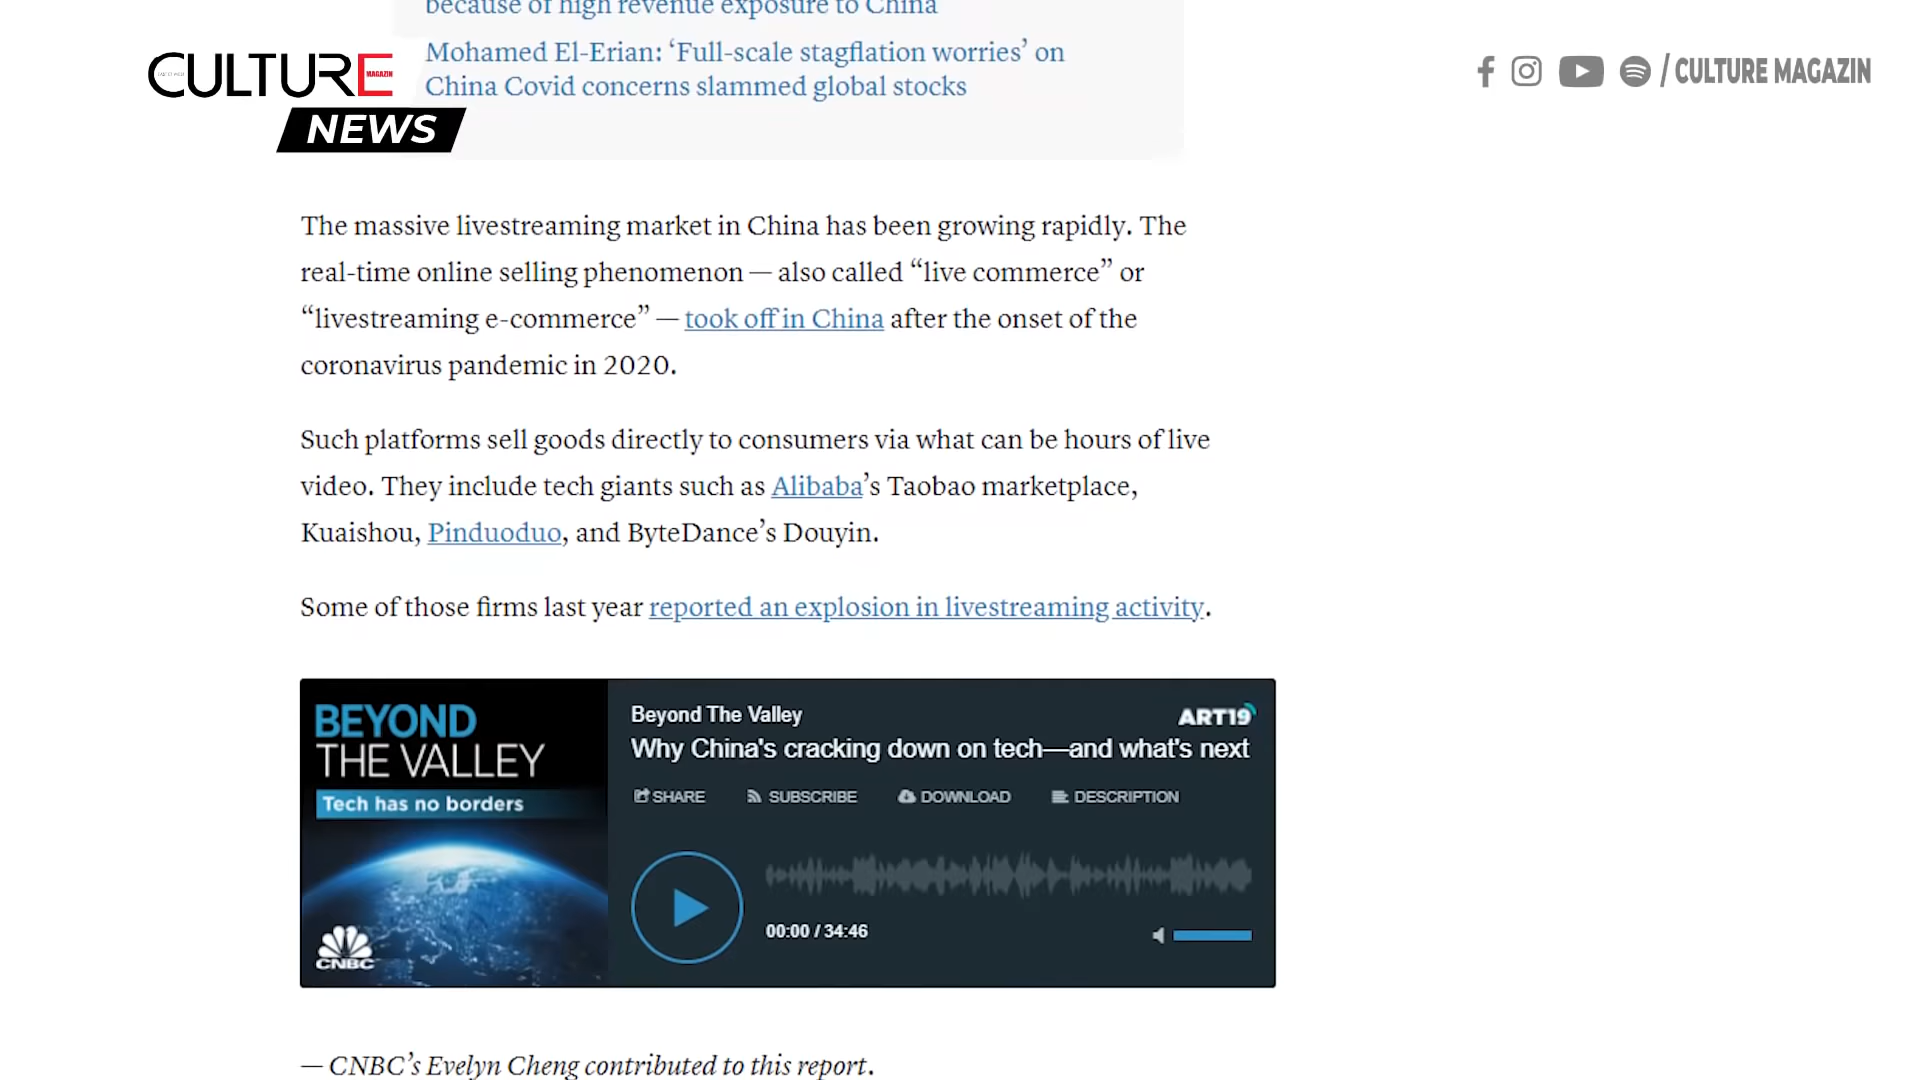 because of high revenue exposure to China
Mohamed El-Erian: ‘Full-scale stagflation worries’ on
China Covid concerns slammed global stocks
CULTURE
MAGAZIN
NEWS
/ CULTURE MAGAZIN
The massive livestreaming market in China has been growing rapidly. The
real-time online selling phenomenon — also called “live commerce” or
“livestreaming e-commerce” — took off in China after the onset of the
coronavirus pandemic in 2020.
Such platforms sell goods directly to consumers via what can be hours of live
video. They include tech giants such as Alibaba’s Taobao marketplace,
Kuaishou, Pinduoduo, and ByteDance’s Douyin.
Some of those firms last year reported an explosion in livestreaming activity.
BEYOND
THE VALLEY
Tech has no borders
CNBC
Beyond The Valley
ART19
Why China's cracking down on tech—and what's next
SHARE
SUBSCRIBE
DOWNLOAD
DESCRIPTION
00:00 / 34:46
— CNBC’s Evelyn Cheng contributed to this report.